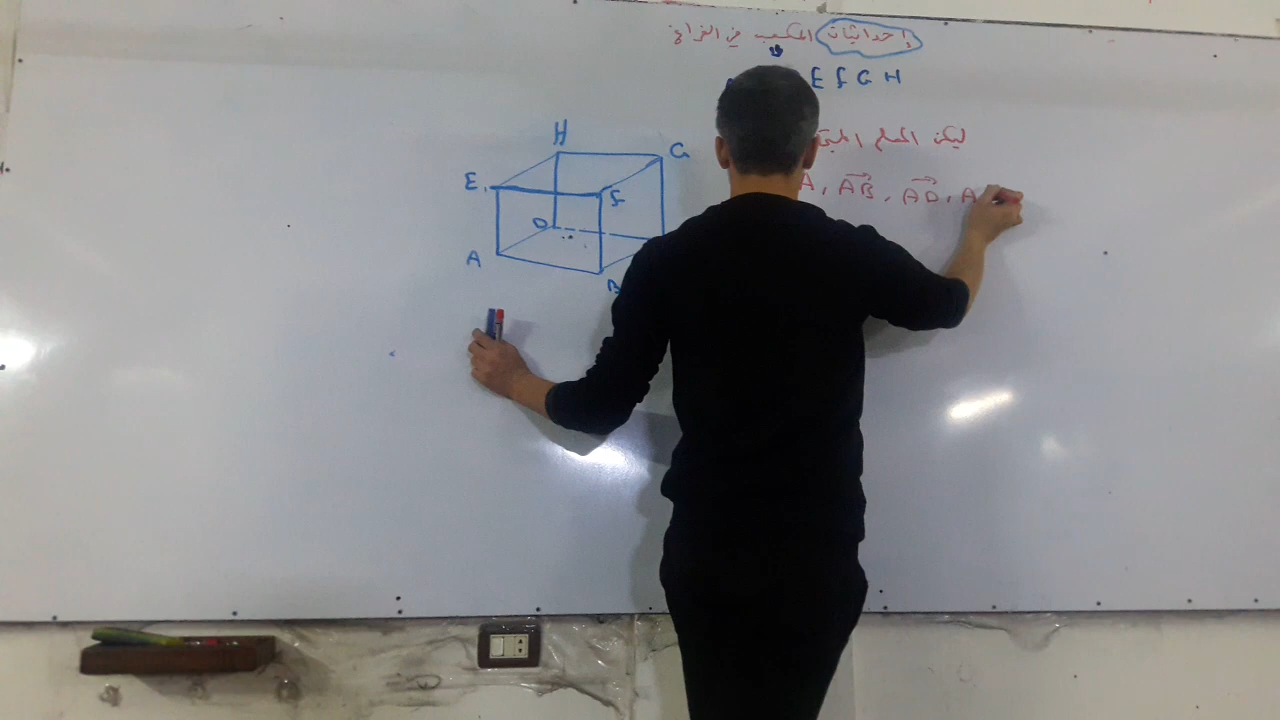 إحداثيات المكعب في الفراغ
E F G H
ليكن المعلم
A, AB, AD, A
H
G
E
F
D
A
B